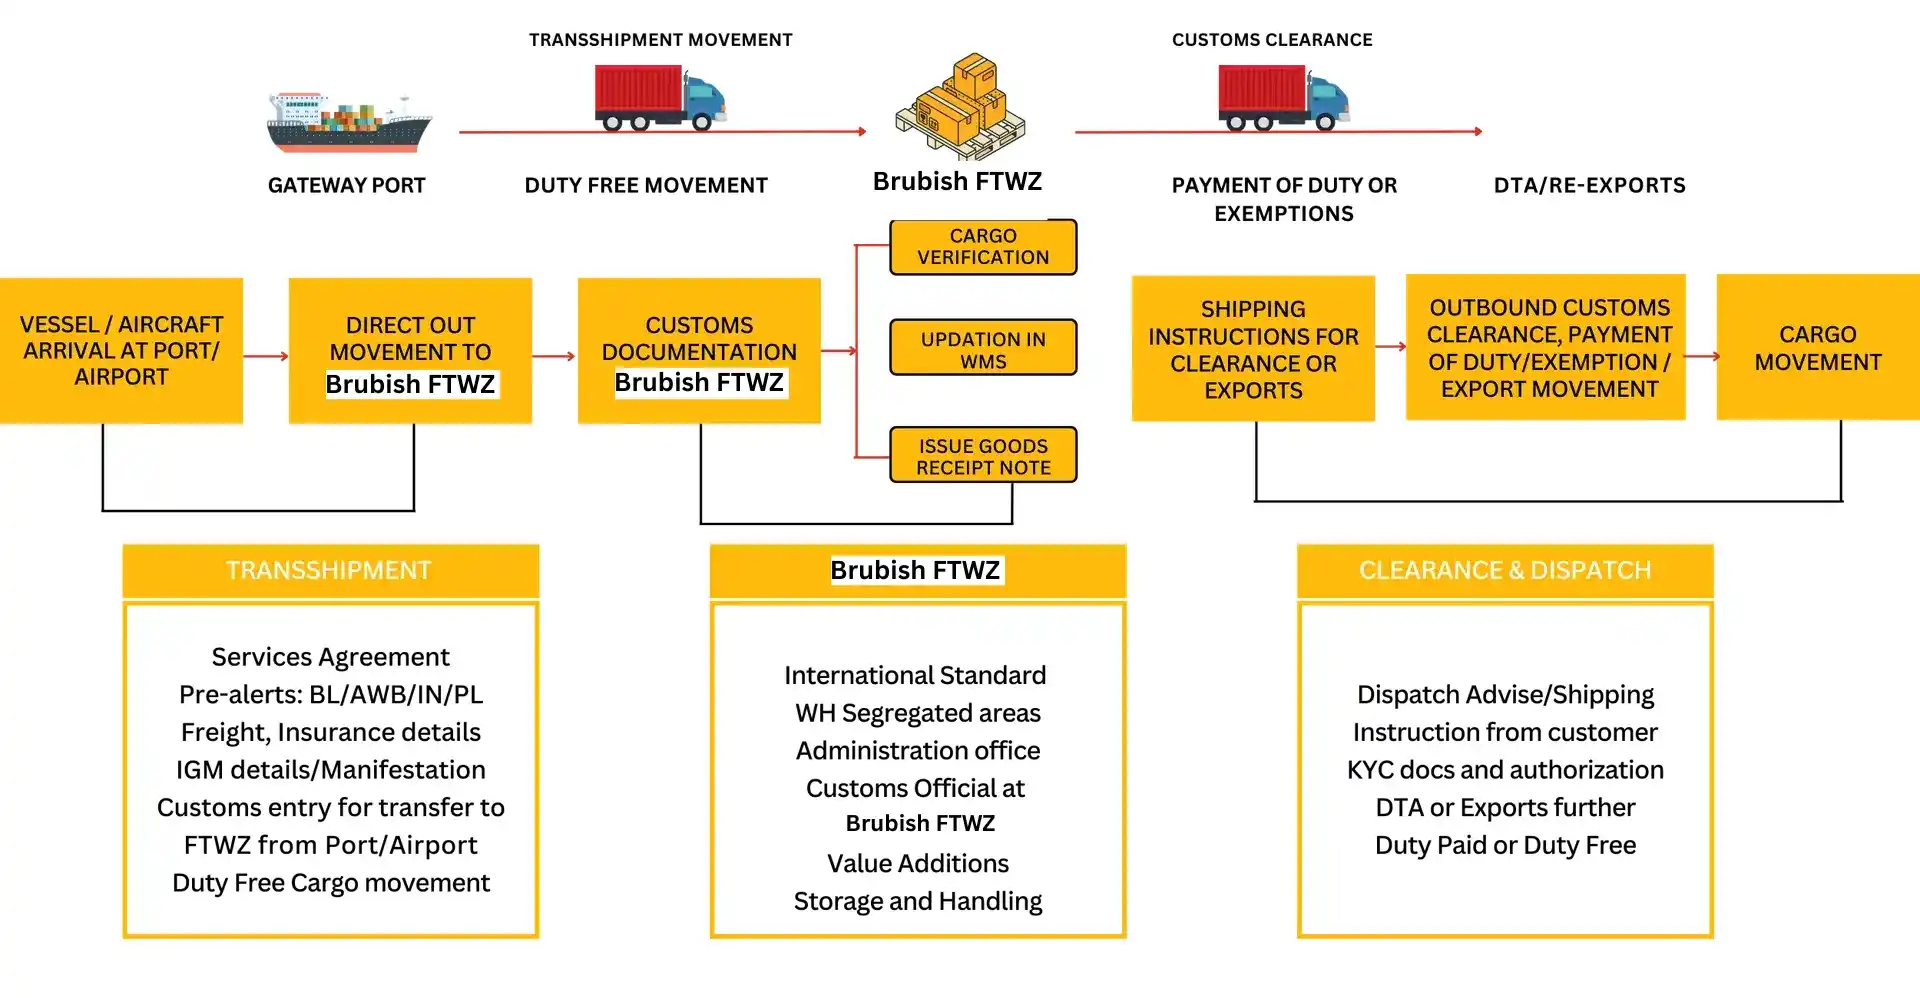 TRANSSHIPMENT MOVEMENT
CUSTOMS CLEARANCE
GATEWAY PORT
DUTY FREE MOVEMENT
Brubish FTWZ
PAYMENT OF DUTY OR
EXEMPTIONS
DTA/RE-EXPORTS
VESSEL / AIRCRAFT
ARRIVAL AT PORT/
AIRPORT
DIRECT OUT
MOVEMENT TO
Brubish FTWZ
CUSTOMS
DOCUMENTATION
Brubish FTWZ
CARGO
VERIFICATION
UPDATION IN
WMS
ISSUE GOODS
RECEIPT NOTE
SHIPPING
INSTRUCTIONS FOR
CLEARANCE OR
EXPORTS
OUTBOUND CUSTOMS
CLEARANCE, PAYMENT
OF DUTY/EXEMPTION /
EXPORT MOVEMENT
CARGO
MOVEMENT
TRANSSHIPMENT
Services Agreement
Pre-alerts: BL/AWB/IN/PL
Freight, Insurance details
IGM details/Manifestation
Customs entry for transfer to
FTWZ from Port/Airport
Duty Free Cargo movement
Brubish FTWZ
International Standard
WH Segregated areas
Administration office
Customs Official at
Brubish FTWZ
Value Additions
Storage and Handling
CLEARANCE & DISPATCH
Dispatch Advise/Shipping
Instruction from customer
KYC docs and authorization
DTA or Exports further
Duty Paid or Duty Free